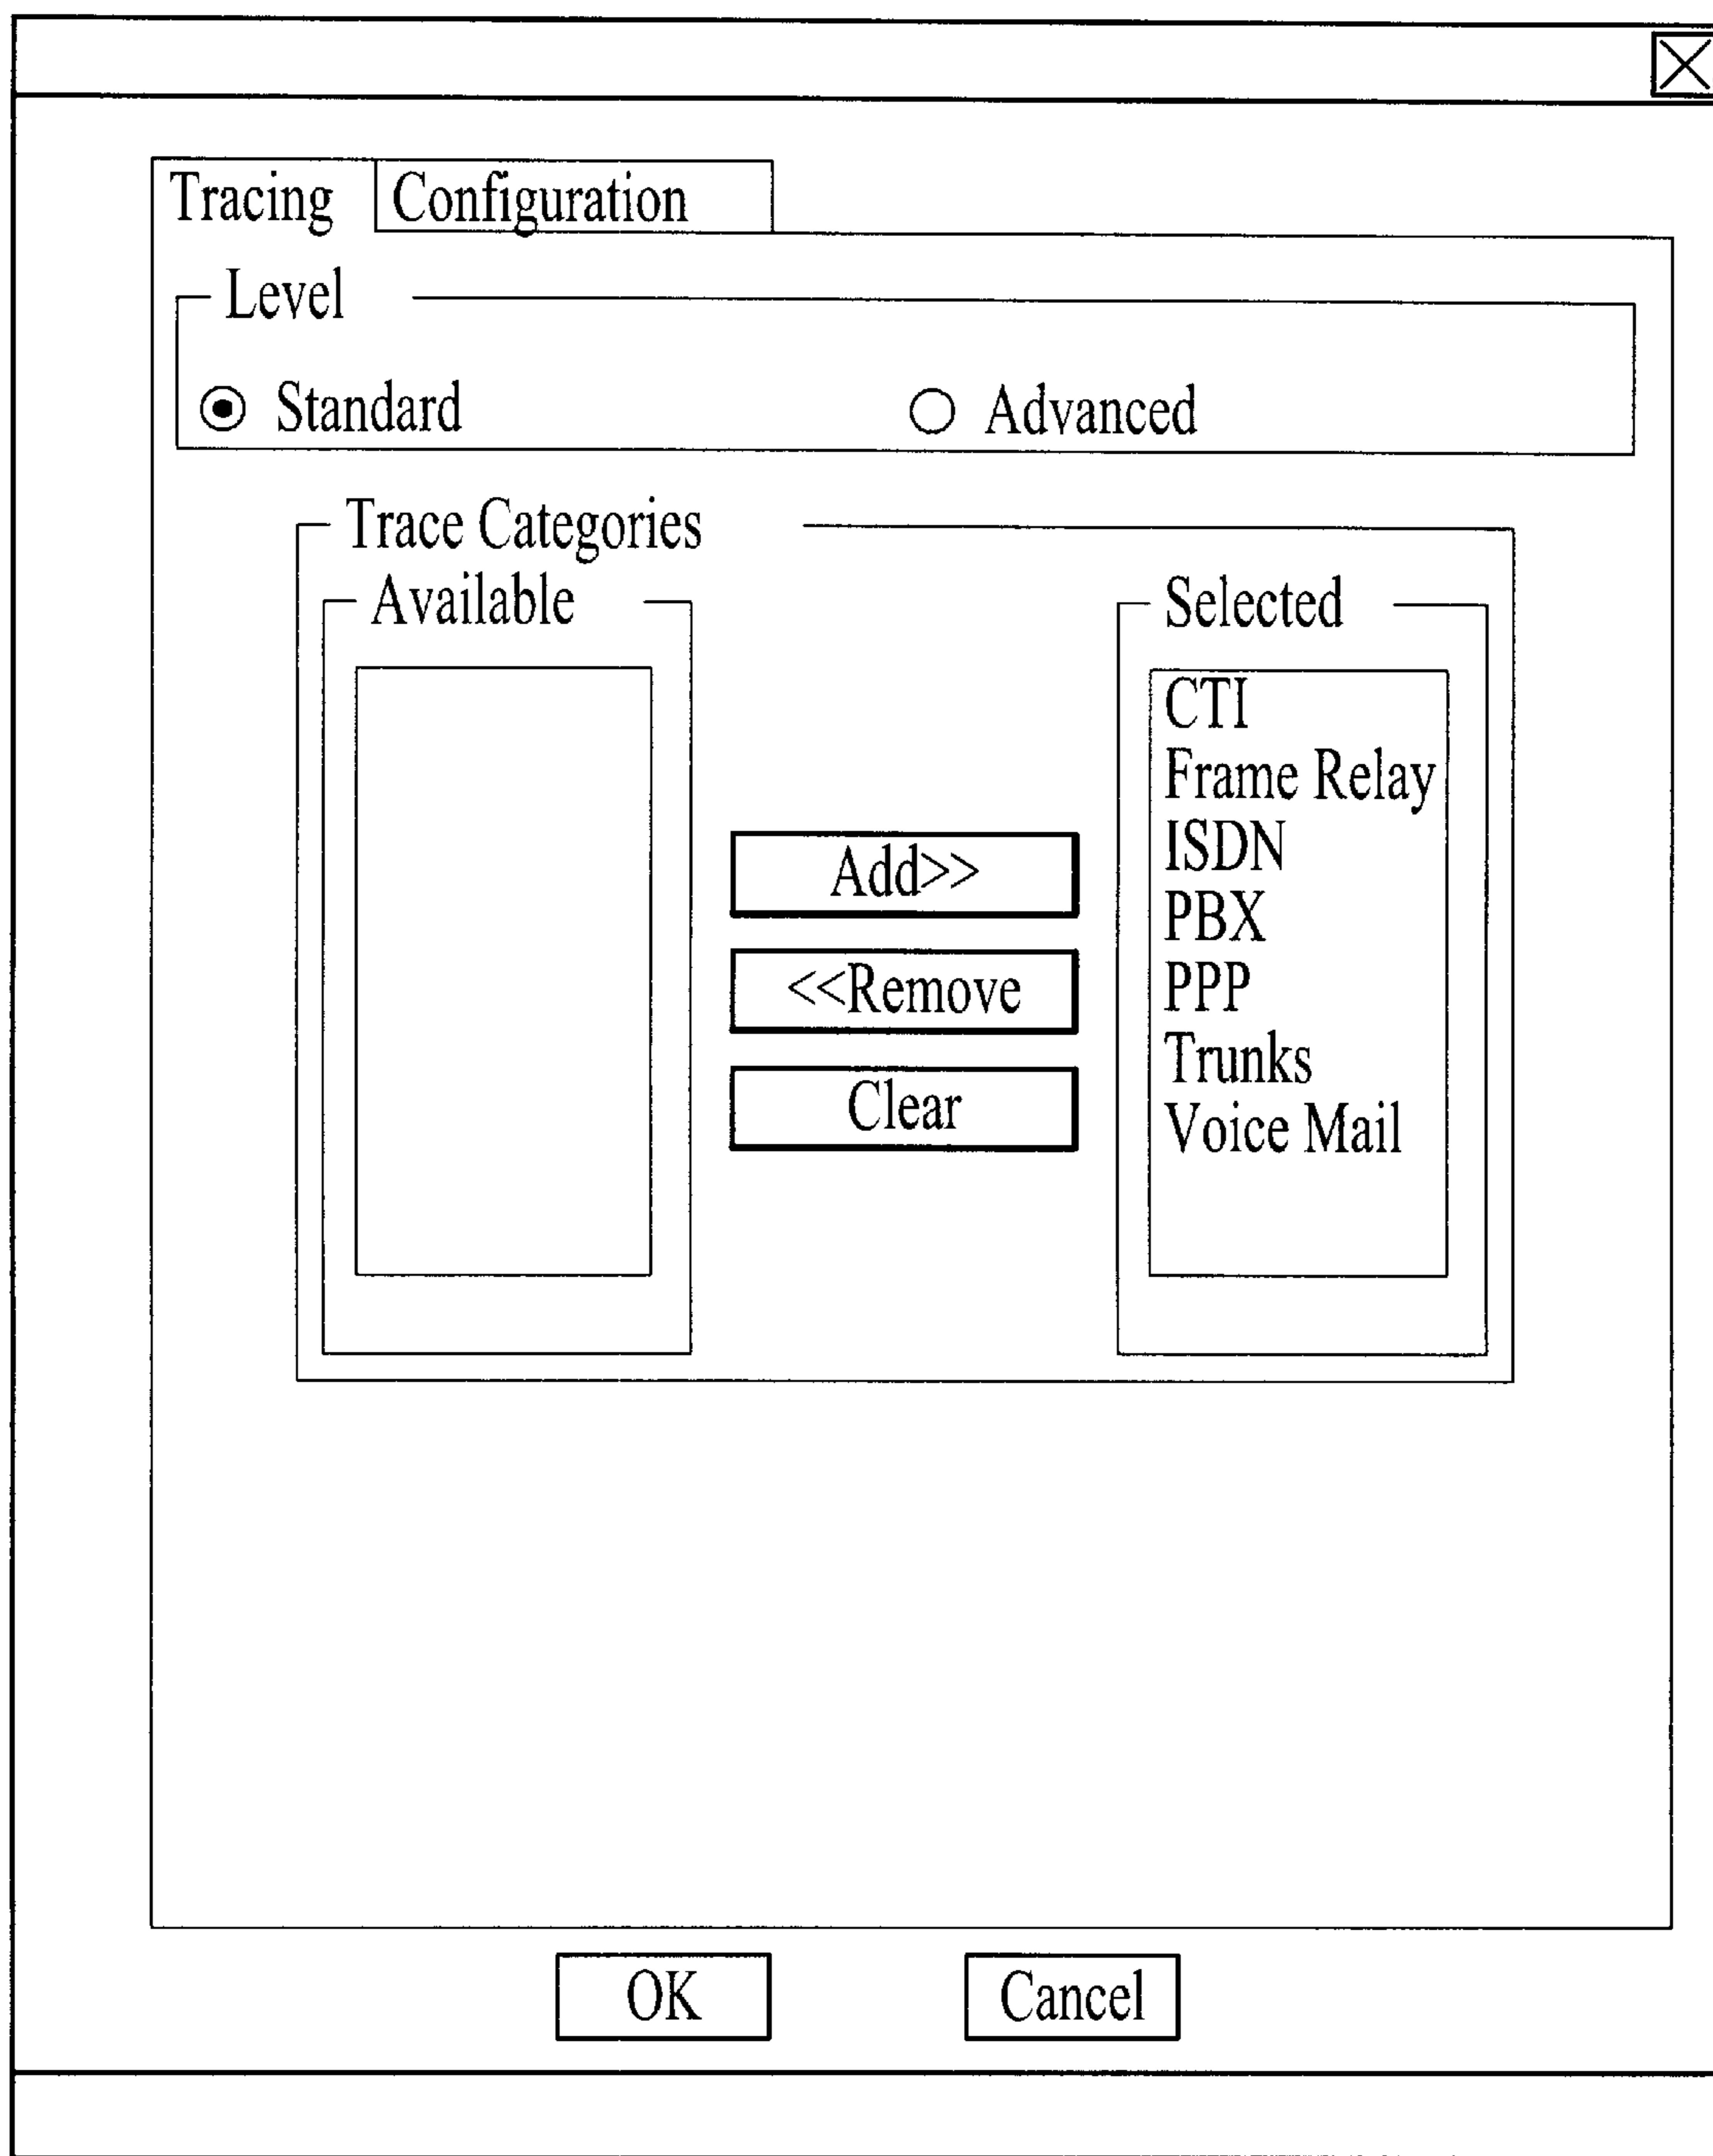 Tracing Configuration
Level
Standard Advanced
Trace Categories
Available
Selected
CTI
Frame Relay
ISDN
PBX
PPP
Trunks
Voice Mail
Add>>
<<Remove
Clear
OK Cancel